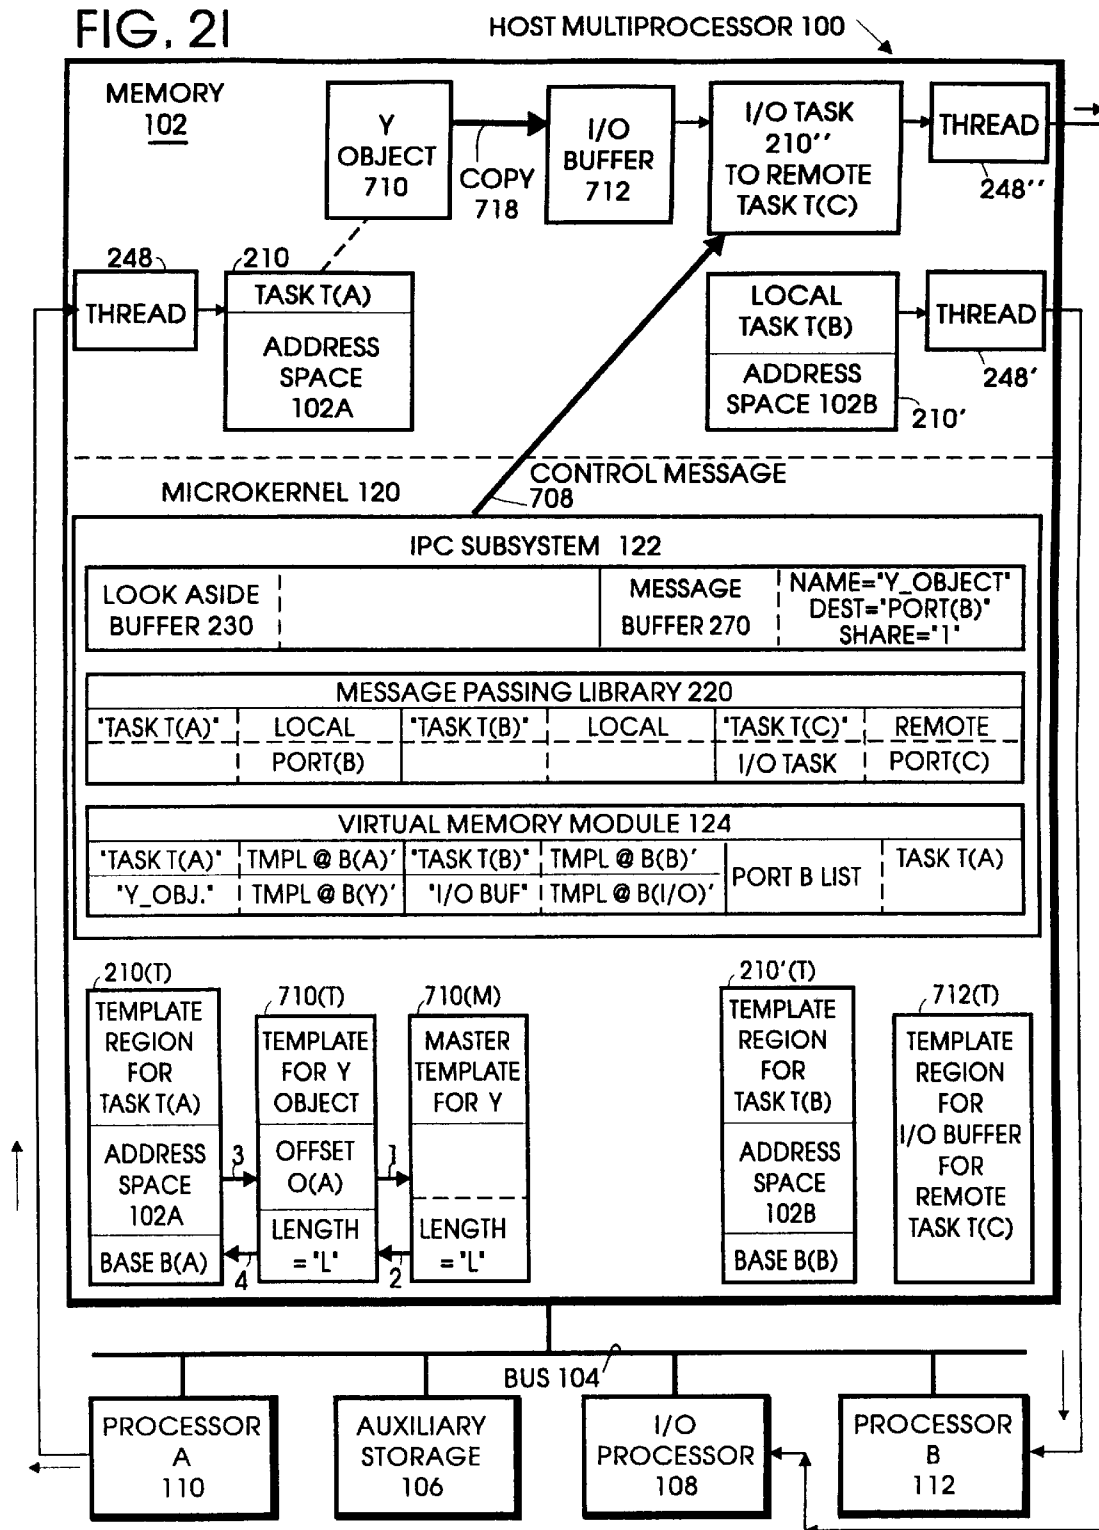 FIG. 21
HOST MULTIPROCESSOR 100
MEMORY
102
Y
OBJECT
710
COPY
718
I/O
BUFFER
712
I/O TASK
210''
TO REMOTE
TASK T(C)
THREAD
248''
248
THREAD
210
TASK T(A)
ADDRESS
SPACE
102A
LOCAL
TASK T(B)
ADDRESS
SPACE 102B
210'
THREAD
248'
CONTROL MESSAGE
708
MICROKERNEL 120
IPC SUBSYSTEM 122
LOOK ASIDE
BUFFER 230
MESSAGE
BUFFER 270
NAME="Y_OBJECT"
DEST="PORT(B)"
SHARE="1"
MESSAGE PASSING LIBRARY 220
"TASK T(A)" LOCAL "TASK T(B)" LOCAL "TASK T(C)" REMOTE
PORT(B) I/O TASK PORT(C)
VIRTUAL MEMORY MODULE 124
"TASK T(A)" TMPL @ B(A)' "TASK T(B)" TMPL @ B(B)' PORT B LIST TASK T(A)
"Y_OBJ." TMPL @ B(Y)' "I/O BUF" TMPL @ B(I/O)'
210(T)
TEMPLATE
REGION
FOR
TASK T(A)
ADDRESS
SPACE
102A
BASE B(A)
3
4
710(T)
TEMPLATE
FOR Y
OBJECT
OFFSET
O(A)
LENGTH
= "L"
1
2
710(M)
MASTER
TEMPLATE
FOR Y
LENGTH
= "L"
210'(T)
TEMPLATE
REGION
FOR
TASK T(B)
ADDRESS
SPACE
102B
BASE B(B)
712(T)
TEMPLATE
REGION
FOR
I/O BUFFER
FOR
REMOTE
TASK T(C)
BUS 104
PROCESSOR
A
110
AUXILIARY
STORAGE
106
I/O
PROCESSOR
108
PROCESSOR
B
112